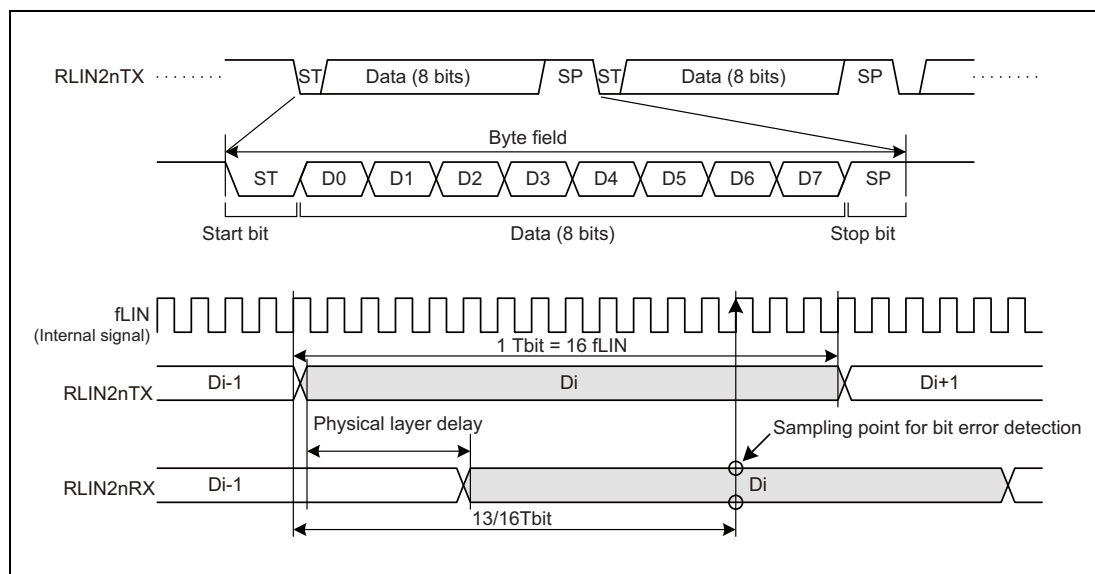 RLIN2nTX ST Data (8 bits) SP ST Data (8 bits) SP
Byte field
ST D0 D1 D2 D3 D4 D5 D6 D7 SP
Start bit Data (8 bits) Stop bit
fLIN
(Internal signal)
1 Tbit = 16 fLIN
RLIN2nTX Di-1 Di Di+1
Physical layer delay Sampling point for bit error detection
RLIN2nRX Di-1 Di
13/16Tbit